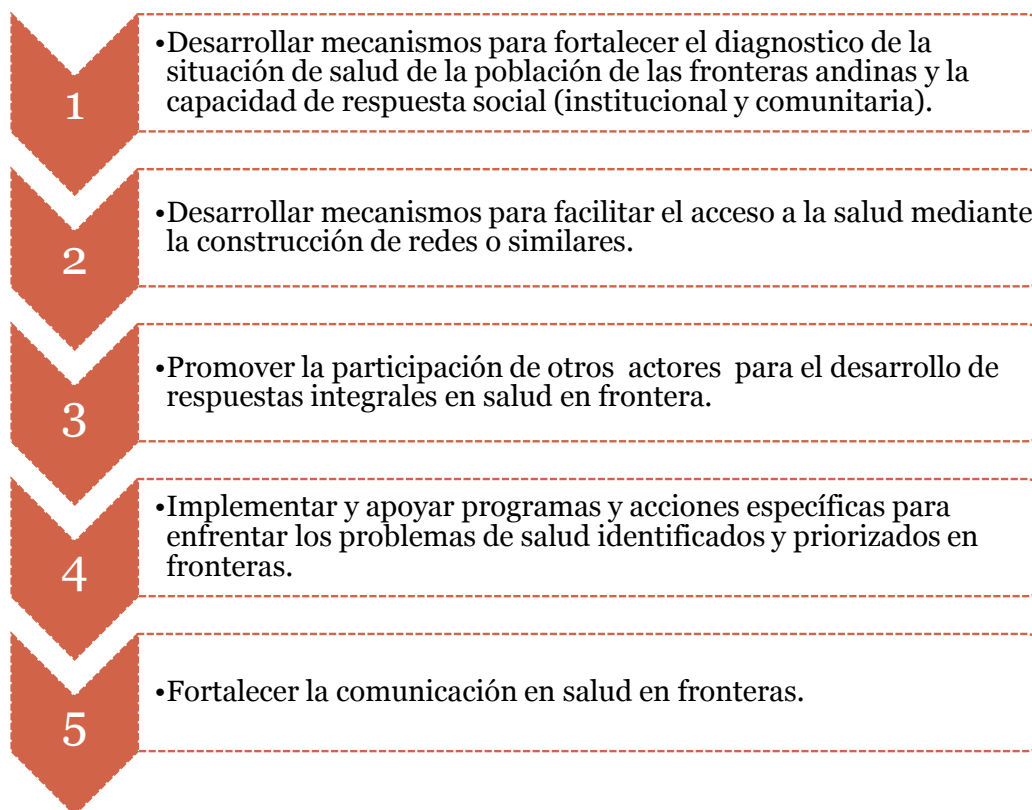 1
•Desarrollar mecanismos para fortalecer el diagnostico de la
situación de salud de la población de las fronteras andinas y la
capacidad de respuesta social (institucional y comunitaria).
2
•Desarrollar mecanismos para facilitar el acceso a la salud mediante
la construcción de redes o similares.
3
•Promover la participación de otros actores para el desarrollo de
respuestas integrales en salud en frontera.
4
•Implementar y apoyar programas y acciones específicas para
enfrentar los problemas de salud identificados y priorizados en
fronteras.
5
•Fortalecer la comunicación en salud en fronteras.